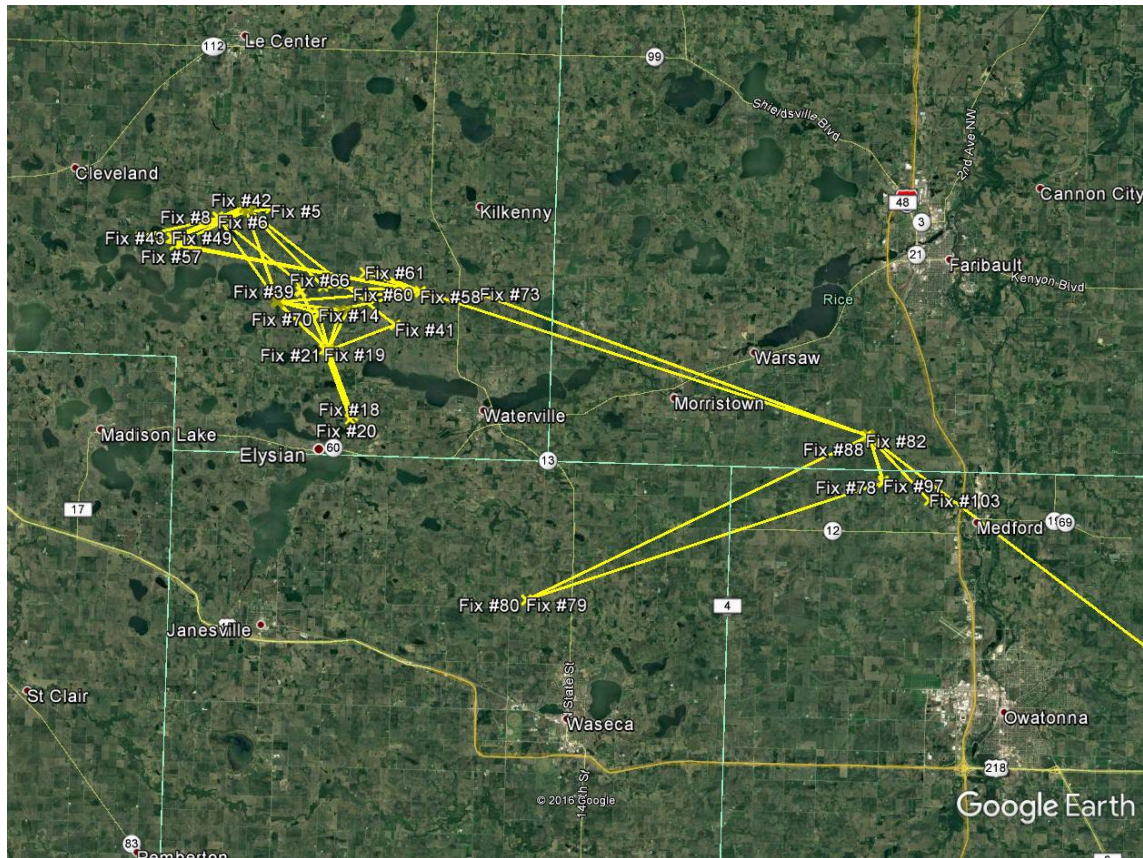 Le Center
112
99
Shieldsville Blvd
2nd Ave NW
Cleveland
Cannon City
48
3
Kilkenny
Fix #42
Fix #5
Fix #8
Fix #6
Fix #43
Fix #49
Fix #57
21
Faribault
Kenyon Blvd
Fix #66
Fix #61
Fix #39
Fix #60
Fix #58
Fix #73
Rice
Fix #70
Fix #14
Fix #41
Fix #21
Fix #19
Warsaw
Morristown
Fix #18
Waterville
Fix #20
Madison Lake
Elysian
60
13
Fix #88
Fix #82
Fix #78
Fix #97
Fix #103
17
12
69
Medford
Fix #80
Fix #79
4
Janesville
St Clair
State St
Waseca
Owatonna
218
© 2016 Google
Google Earth
83
Pemberton